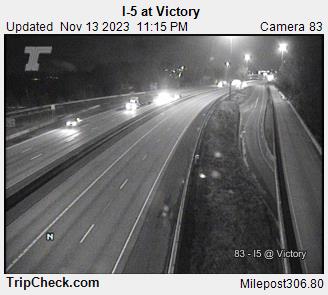 I-5 at Victory
Updated  Nov 13 2023  11:15 PM
Camera 83
N
83 - I5 @ Victory
TripCheck.com
Milepost306.80